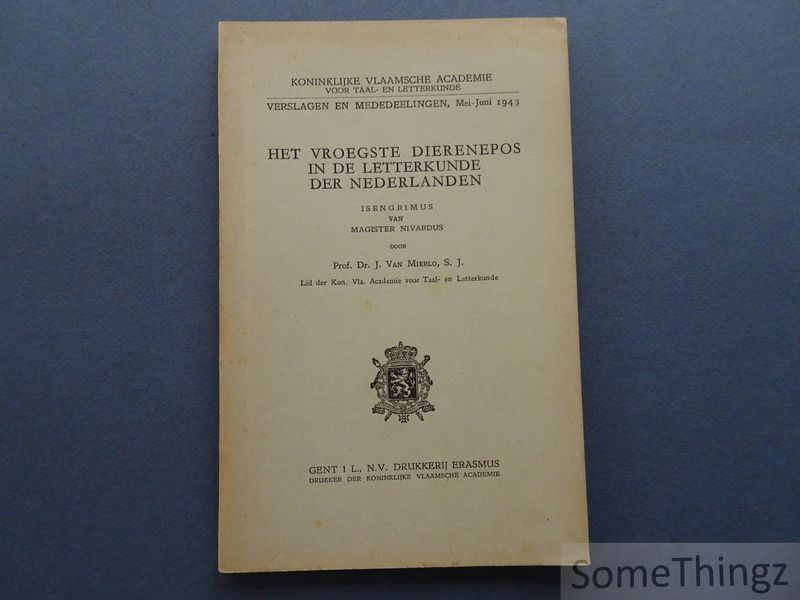 KONINKLIJKE VLAAMSCHE ACADEMIE
VOOR TAAL- EN LETTERKUNDE
VERSLAGEN EN MEDEDEELINGEN, Mei-Juni 1943
HET VROEGSTE DIERENEPOS
IN DE LETTERKUNDE
DER NEDERLANDEN
ISENGRIMUS
VAN
MAGISTER NIVARDUS
DOOR
Prof. Dr. J. VAN MIERLO, S. J.
Lid der Kon. Vla. Academie voor Taal- en Letterkunde
GENT 1 L., N.V. DRUKKERIJ ERASMUS
DRUKKER DER KONINKLIJKE VLAAMSCHE ACADEMIE
SomeThingz